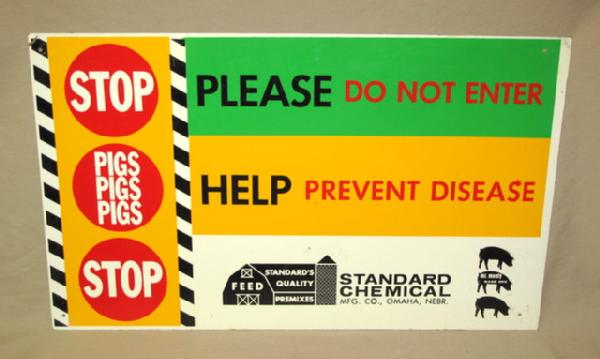 STOP
PIGS
PIGS
PIGS
STOP
PLEASE DO NOT ENTER
HELP PREVENT DISEASE
FEED
STANDARD'S
QUALITY
PREMIXES
STANDARD
CHEMICAL
MFG. CO., OMAHA, NEBR.